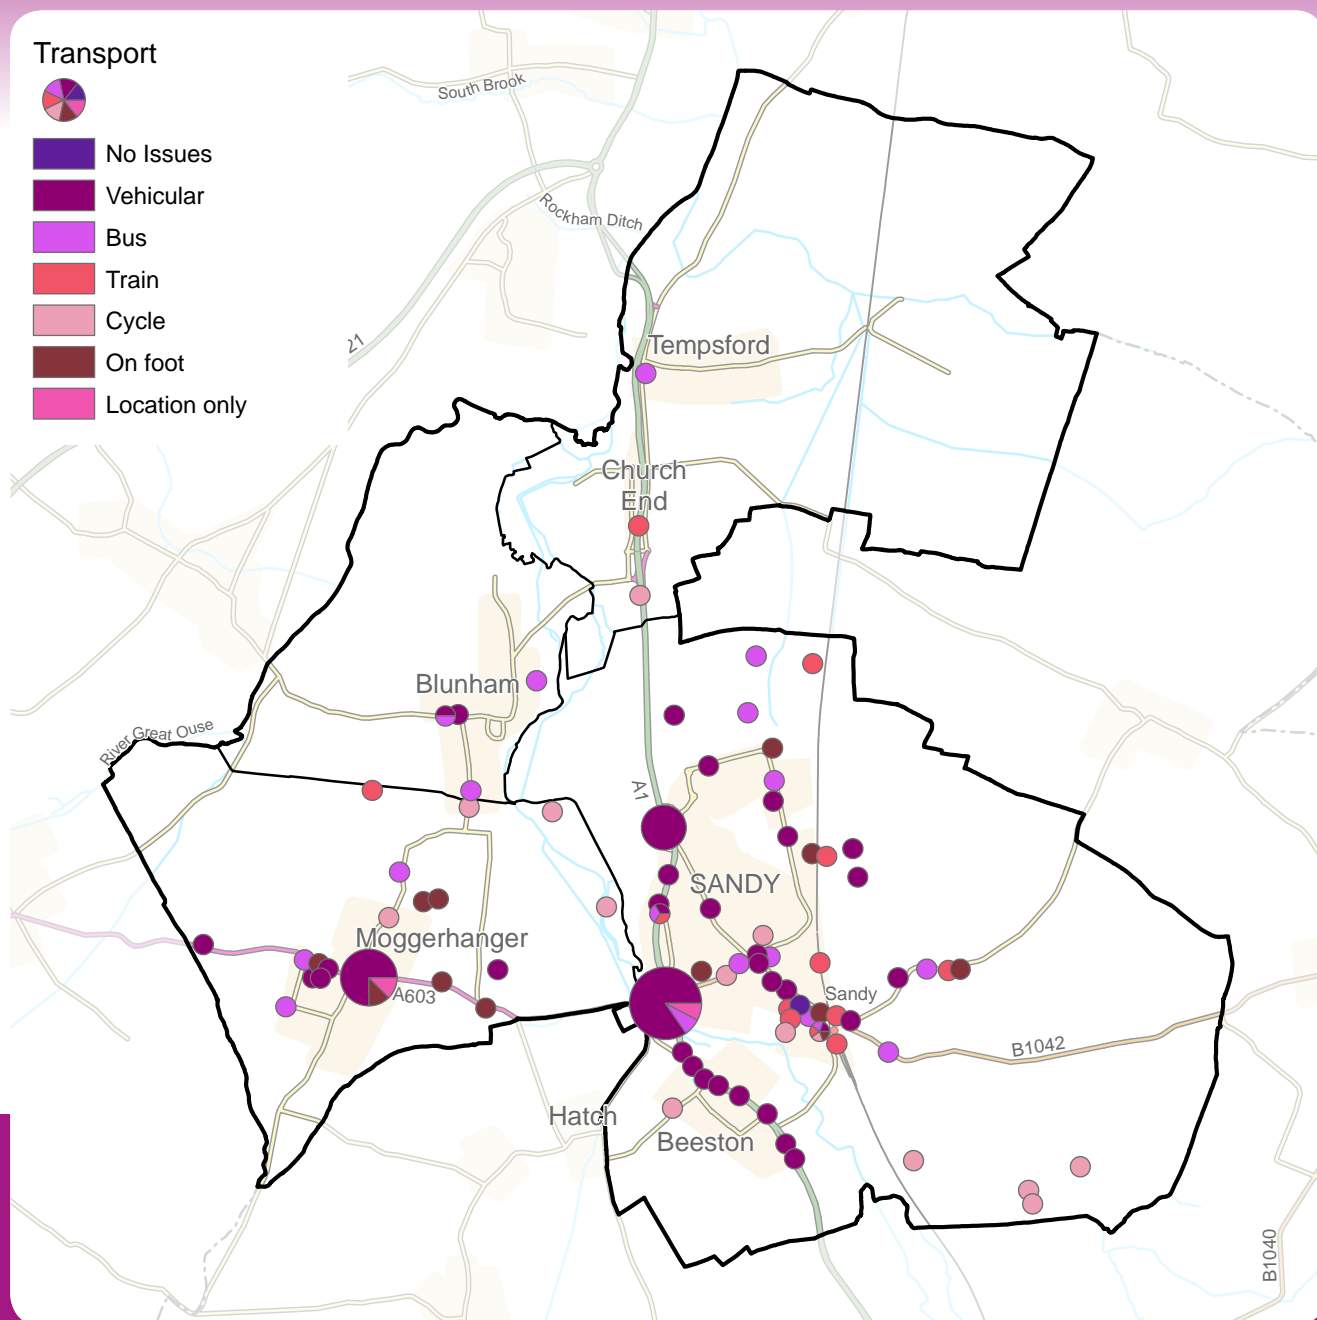 Transport
No Issues
Vehicular
Bus
Train
Cycle
On foot
Location only
South Brook
Rockham Ditch
21
Tempsford
Church
End
Blunham
River Great Ouse
A1
SANDY
Moggerhanger
A603
Sandy
B1042
Hatch
Beeston
B1040